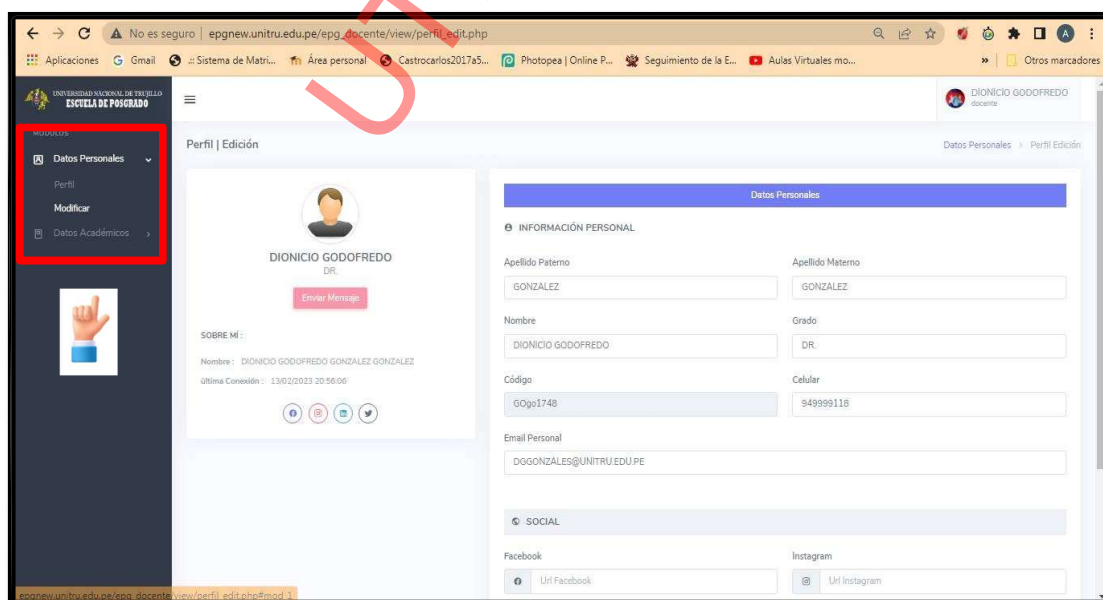 No es seguro | epgnew.unitru.edu.pe/epg_docente/view/perfil_edit.php
Aplicaciones Gmail .:: Sistema de Matri... Área personal Castrocarlos2017a5... Photopea | Online P... Seguimiento de la E... Aulas Virtuales mo... » Otros marcadores
UNIVERSIDAD NACIONAL DE TRUJILLO
ESCUELA DE POSGRADO
DIONICIO GODOFREDO
docente
MODULOS
Datos Personales
Perfil
Modificar
Datos Académicos
Perfil | Edición
Datos Personales > Perfil Edición
DIONICIO GODOFREDO
DR.
Enviar Mensaje
SOBRE MÍ :
Nombre : DIONICIO GODOFREDO GONZALEZ GONZALEZ
última Conexión : 13/02/2023 20:56:06
Datos Personales
INFORMACIÓN PERSONAL
Apellido Paterno Apellido Materno
GONZALEZ GONZALEZ
Nombre Grado
DIONICIO GODOFREDO DR.
Código Celular
GOgo1748 949999118
Email Personal
DGGONZALES@UNITRU.EDU.PE
SOCIAL
Facebook Instagram
Url Facebook Url Instagram
epgnew.unitru.edu.pe/epg_docente/view/perfil_edit.php#mod_1